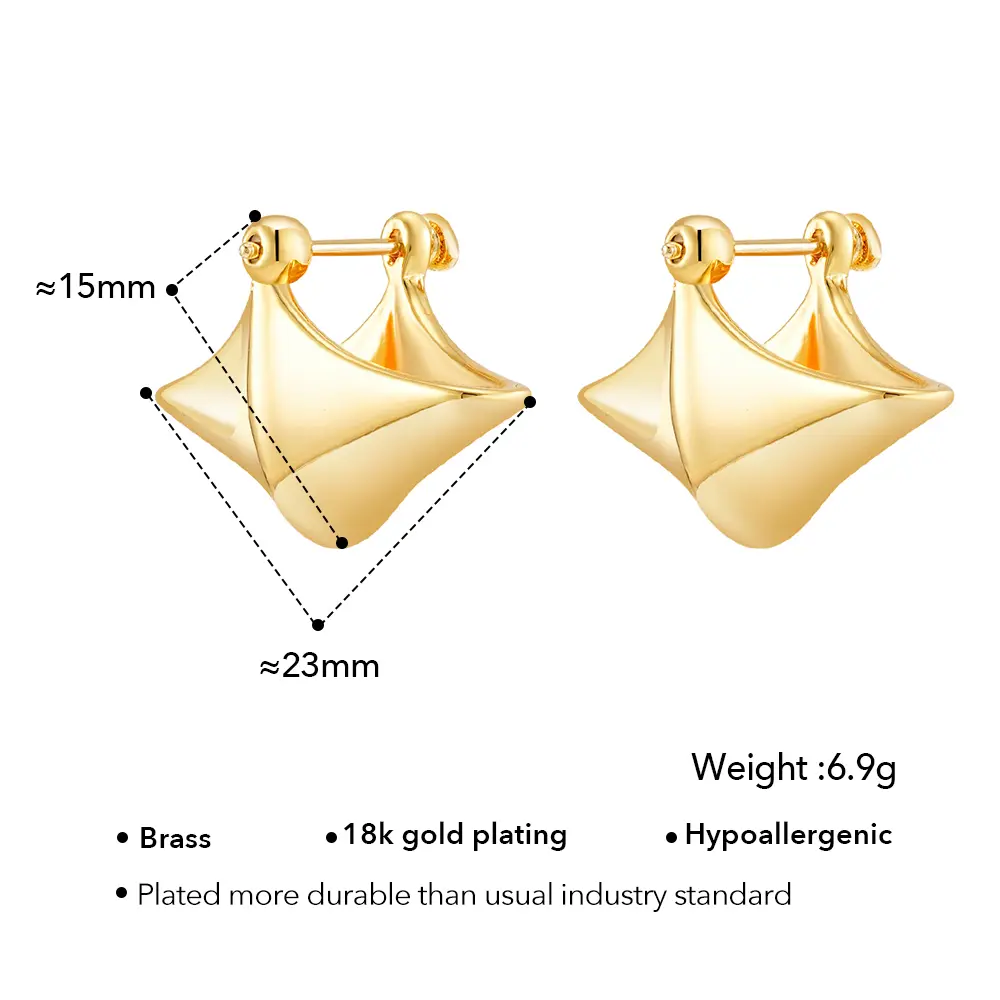 ≈15mm
≈23mm
Weight :6.9g
• Brass
• 18k gold plating
• Hypoallergenic
• Plated more durable than usual industry standard